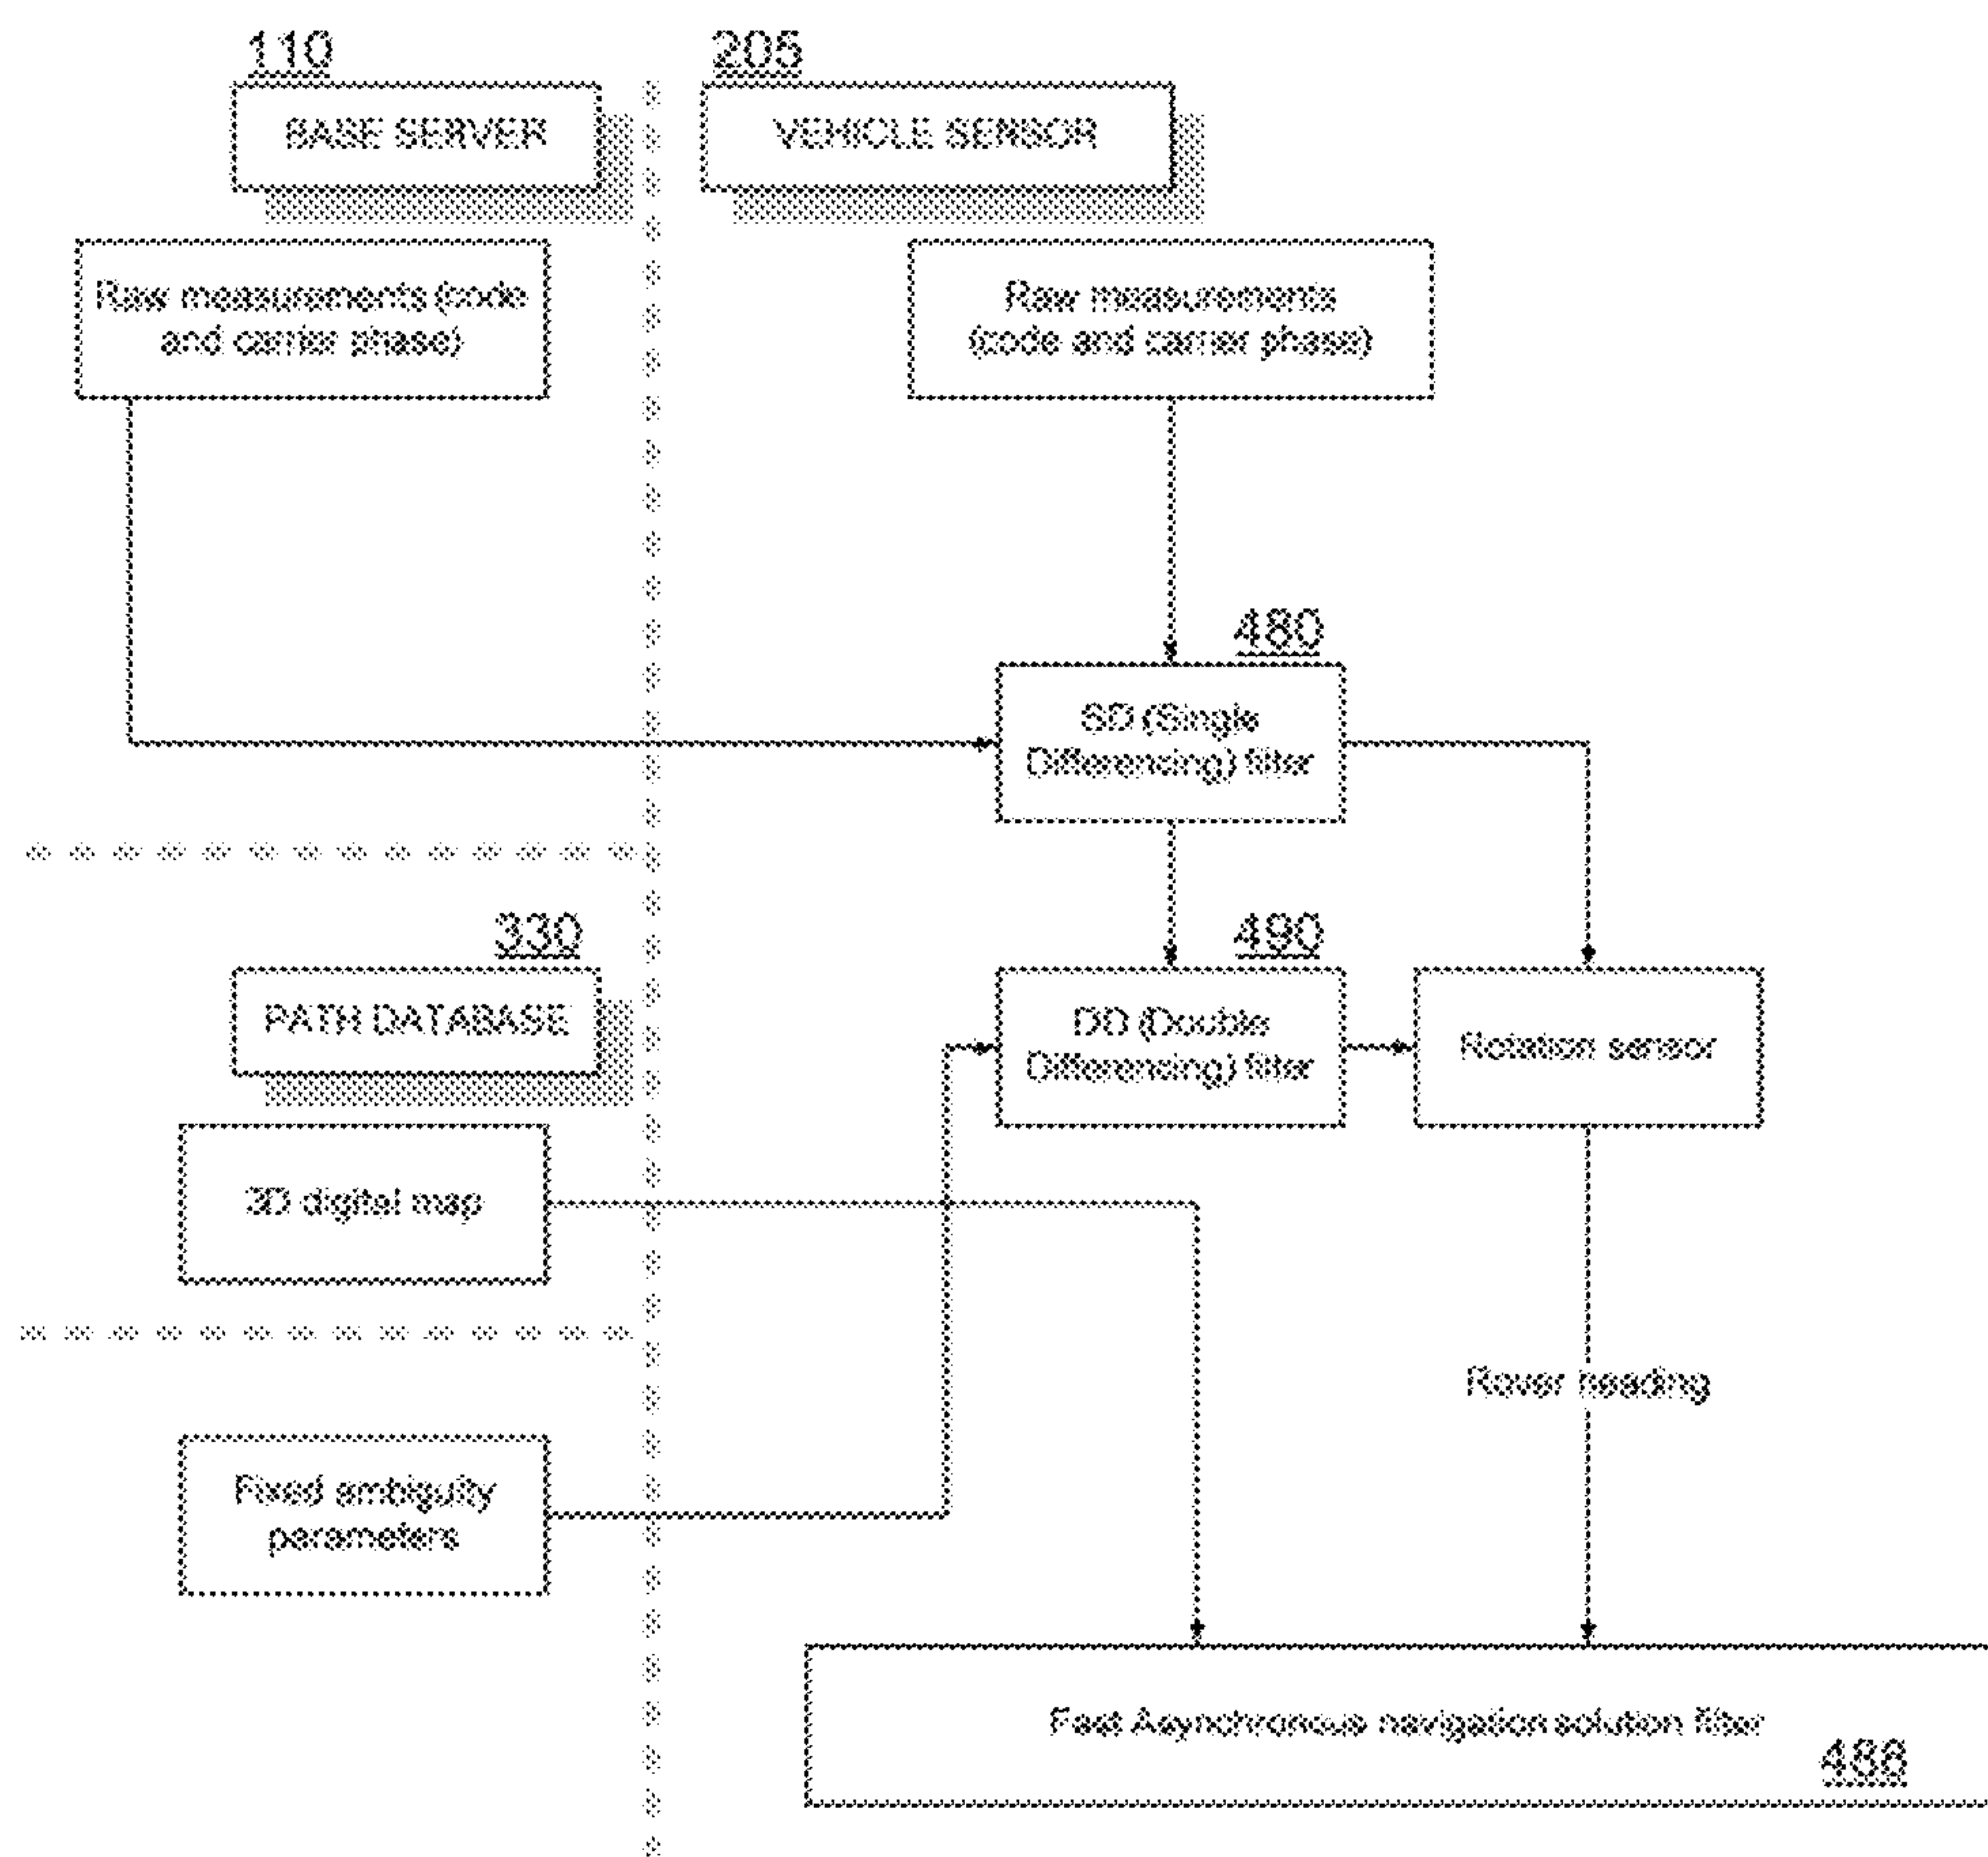 110
205
BASE SERVER
VEHICLE SENSOR
Raw measurements (code
and carrier phase)
Raw measurements
(code and carrier phase)
480
SD (Single
Differencing) filter
330
490
PATH DATABASE
DD (Double
Differencing) filter
Rotation sensor
digital map
Rover heading
Fixed ambiguity
parameters
Fast Asynchronous navigation solution filter